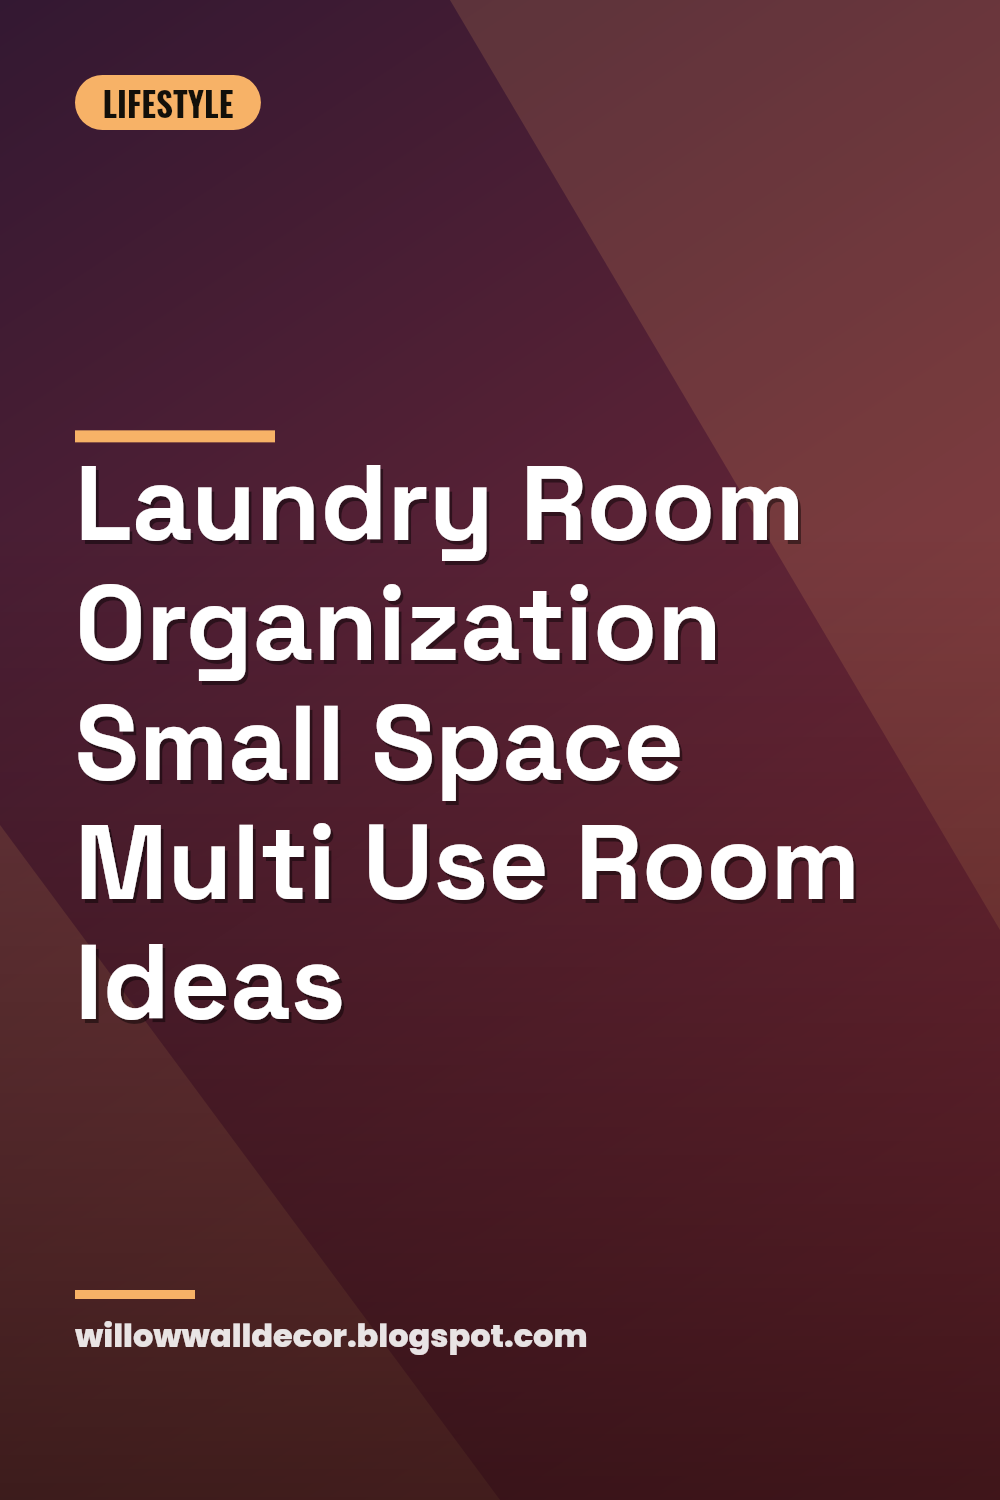 LIFESTYLE
Laundry Room
Organization
Small Space
Multi Use Room
Ideas
willowwalldecor.blogspot.com